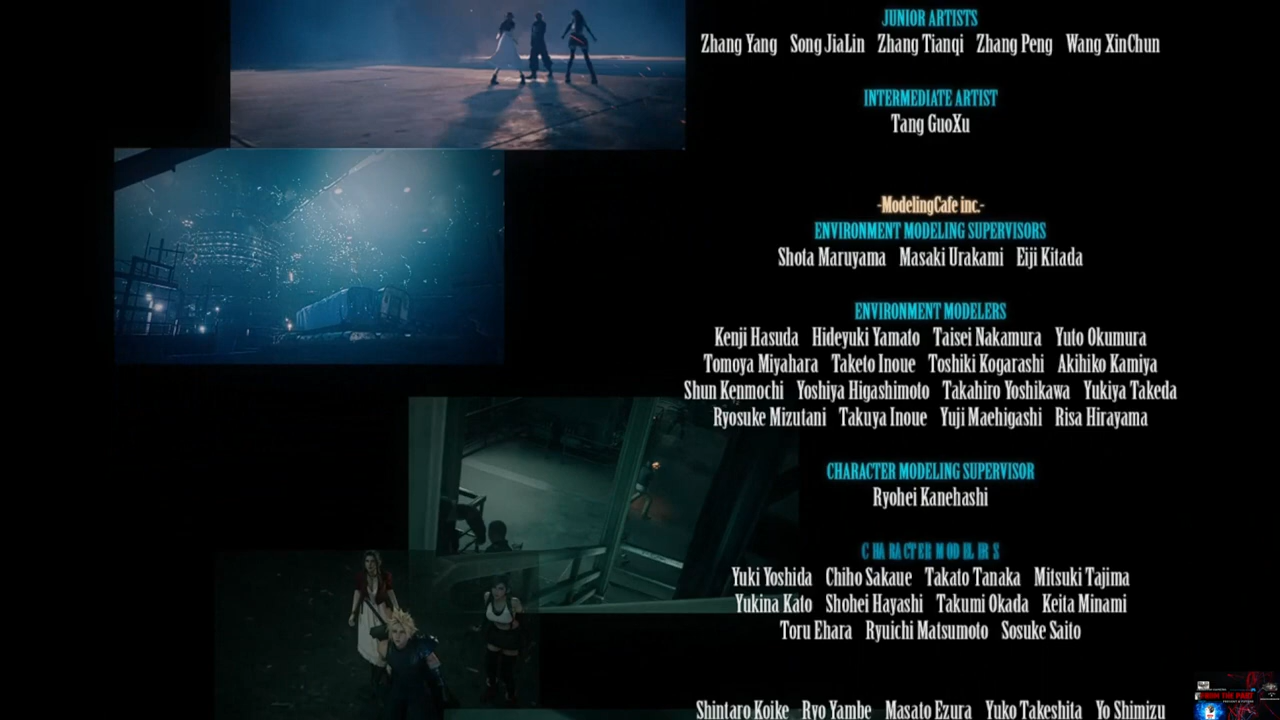 JUNIOR ARTISTS
Zhang Yang Song JiaLin Zhang Tianqi Zhang Peng Wang XinChun
INTERMEDIATE ARTIST
Tang GuoXu
-ModelingCafe inc.-
ENVIRONMENT MODELING SUPERVISORS
Shota Maruyama Masaki Urakami Eiji Kitada
ENVIRONMENT MODELERS
Kenji Hasuda Hideyuki Yamato Taisei Nakamura Yuto Okumura
Tomoya Miyahara Taketo Inoue Toshiki Kogarashi Akihiko Kamiya
Shun Kenmochi Yoshiya Higashimoto Takahiro Yoshikawa Yukiya Takeda
Ryosuke Mizutani Takuya Inoue Yuji Maehigashi Risa Hirayama
CHARACTER MODELING SUPERVISOR
Ryohei Kanehashi
CHARACTER MODELERS
Yuki Yoshida Chiho Sakaue Takato Tanaka Mitsuki Tajima
Yukina Kato Shohei Hayashi Takumi Okada Keita Minami
Toru Ehara Ryuichi Matsumoto Sosuke Saito
Shintaro Koike Ryo Yambe Masato Ezura Yuko Takeshita Yo Shimizu